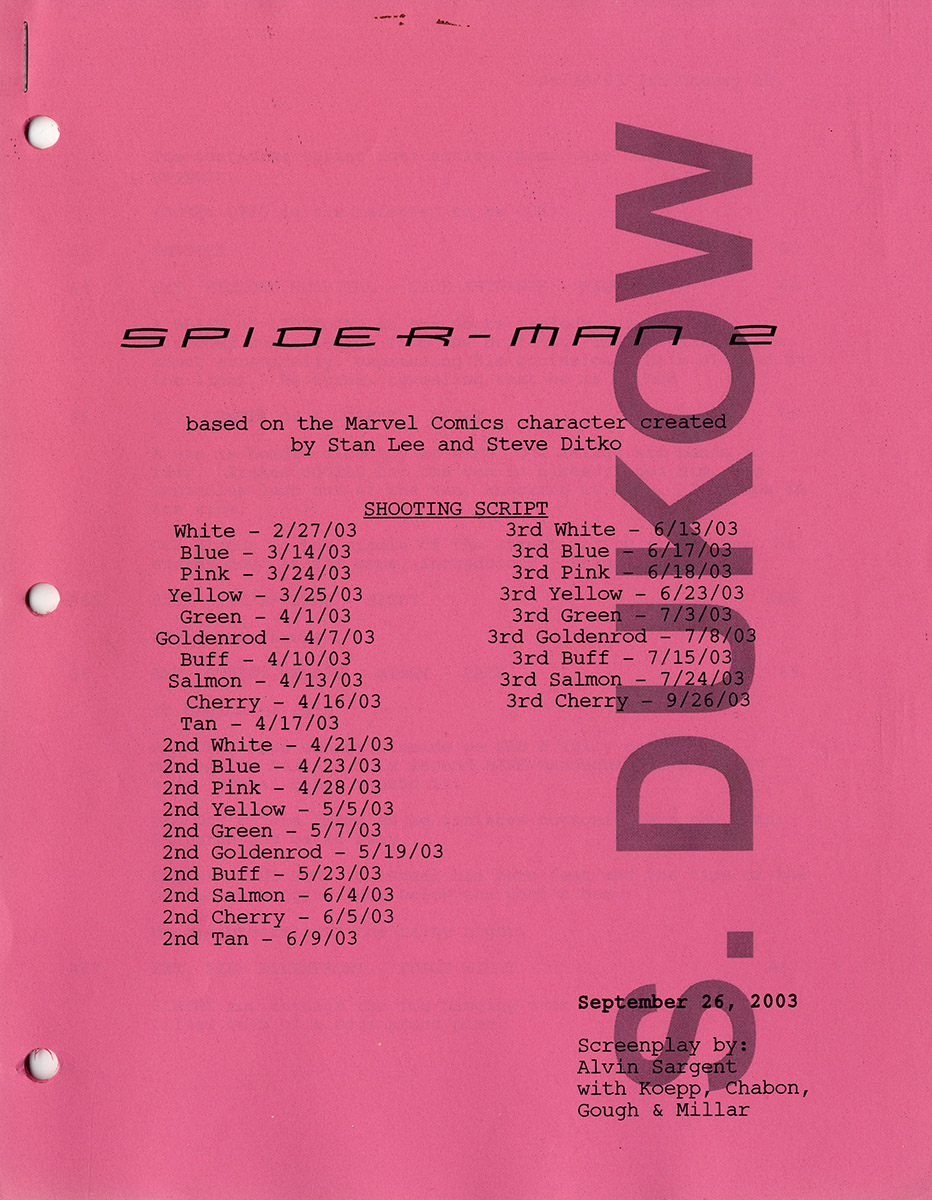 SPIDER-MAN 2
based on the Marvel Comics character created
by Stan Lee and Steve Ditko
SHOOTING SCRIPT
White - 2/27/03
Blue - 3/14/03
Pink - 3/24/03
Yellow - 3/25/03
Green - 4/1/03
Goldenrod - 4/7/03
Buff - 4/10/03
Salmon - 4/13/03
Cherry - 4/16/03
Tan - 4/17/03
2nd White - 4/21/03
2nd Blue - 4/23/03
2nd Pink - 4/28/03
2nd Yellow - 5/5/03
2nd Green - 5/7/03
2nd Goldenrod - 5/19/03
2nd Buff - 5/23/03
2nd Salmon - 6/4/03
2nd Cherry - 6/5/03
2nd Tan - 6/9/03
3rd White - 6/13/03
3rd Blue - 6/17/03
3rd Pink - 6/18/03
3rd Yellow - 6/23/03
3rd Green - 7/3/03
3rd Goldenrod - 7/8/03
3rd Buff - 7/15/03
3rd Salmon - 7/24/03
3rd Cherry - 9/26/03
S. DUKOW
September 26, 2003
Screenplay by:
Alvin Sargent
with Koepp, Chabon,
Gough & Millar